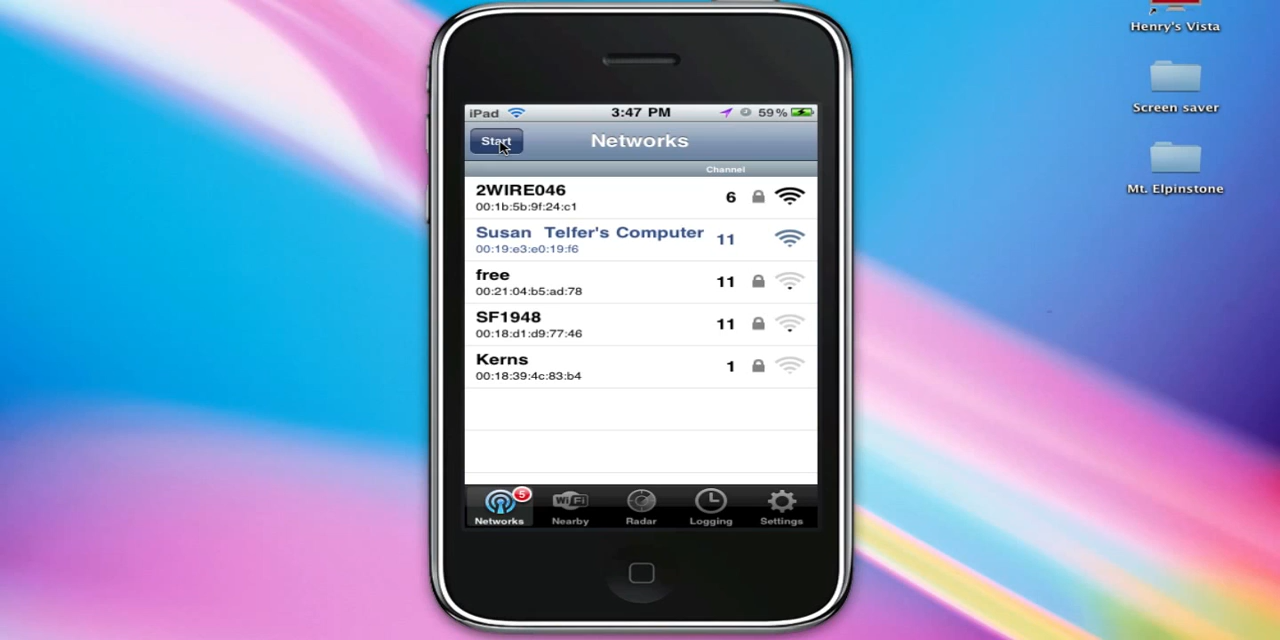 Henry's Vista
Screen saver
Mt. Elpinstone
iPad 3:47 PM 59%
Start Networks
Channel
2WIRE046 6
00:1b:5b:9f:24:c1
Susan Telfer's Computer 11
00:19:e3:e0:19:f6
free 11
00:21:04:b5:ad:78
SF1948 11
00:18:d1:d9:77:46
Kerns 1
00:18:39:4c:83:b4
5
WiFi
Networks Nearby Radar Logging Settings